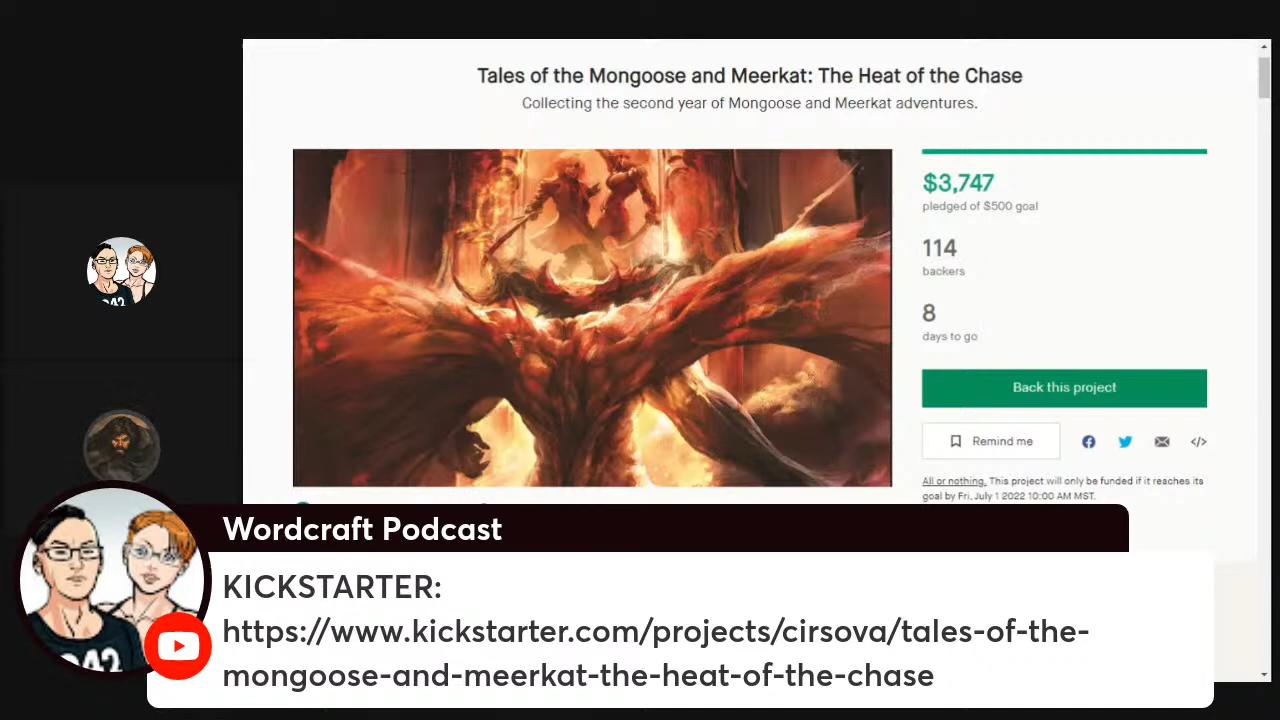 Tales of the Mongoose and Meerkat: The Heat of the Chase
Collecting the second year of Mongoose and Meerkat adventures.
$3,747
pledged of $500 goal
114
backers
8
days to go
Back this project
Remind me
</>
All or nothing. This project will only be funded if it reaches its
goal by Fri, July 1 2022 10:00 AM MST.
Wordcraft Podcast
KICKSTARTER:
https://www.kickstarter.com/projects/cirsova/tales-of-the-
mongoose-and-meerkat-the-heat-of-the-chase